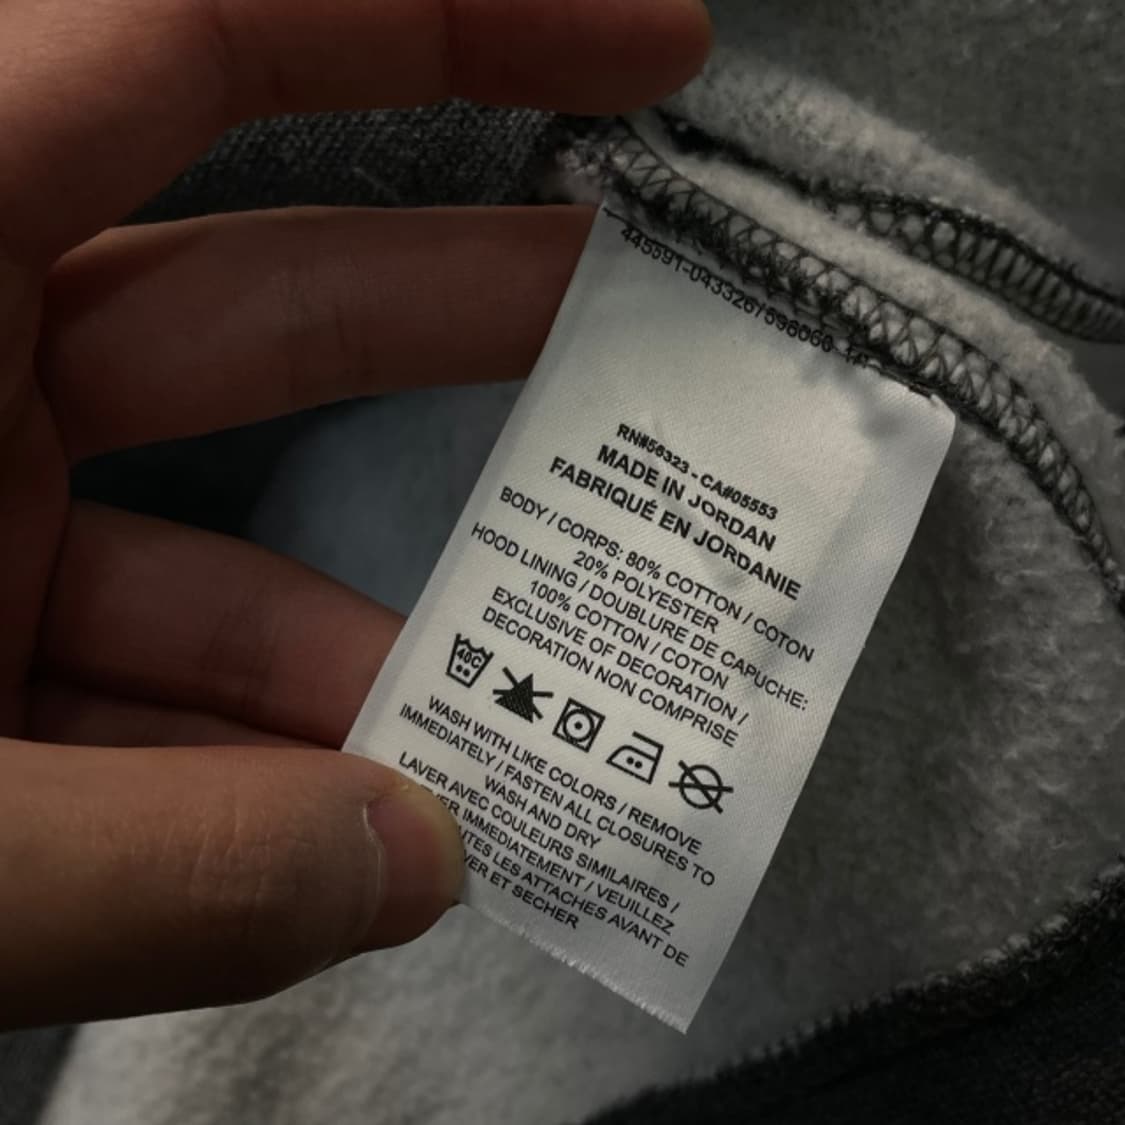 RN#56323 - CA#05553
MADE IN JORDAN
FABRIQUÉ EN JORDANIE
BODY / CORPS: 80% COTTON / COTON
20% POLYESTER
HOOD LINING / DOUBLURE DE CAPUCHE:
100% COTTON / COTON
EXCLUSIVE OF DECORATION /
DECORATION NON COMPRISE
40C
WASH WITH LIKE COLORS / REMOVE
IMMEDIATELY / FASTEN ALL CLOSURES TO
WASH AND DRY
LAVER AVEC COULEURS SIMILAIRES /
IMMEDIATEMENT / VEUILLEZ
LES ATTACHES AVANT DE
ET SECHER